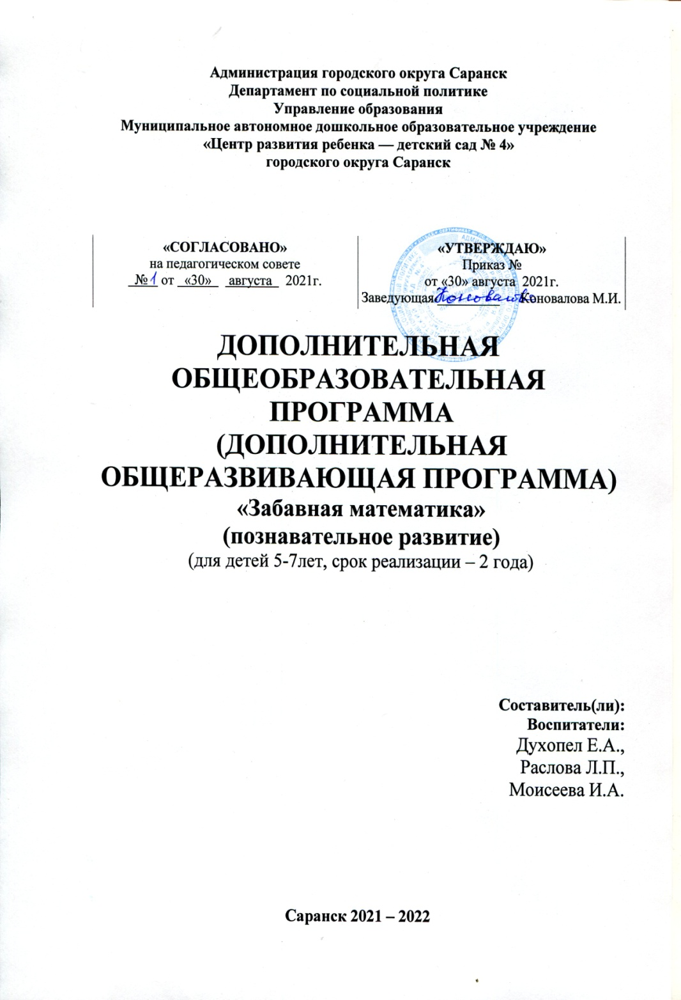 Администрация городского округа Саранск
Департамент по социальной политике
Управление образования
Муниципальное автономное дошкольное образовательное учреждение
«Центр развития ребенка — детский сад № 4»
городского округа Саранск
«СОГЛАСОВАНО»
на педагогическом совете
№1 от «30» августа 2021г.
«УТВЕРЖДАЮ»
Приказ №
от «30» августа 2021г.
Заведующая Коновалова Коновалова М.И.
ДОПОЛНИТЕЛЬНАЯ
ОБЩЕОБРАЗОВАТЕЛЬНАЯ
ПРОГРАММА
(ДОПОЛНИТЕЛЬНАЯ
ОБЩЕРАЗВИВАЮЩАЯ ПРОГРАММА)
«Забавная математика»
(познавательное развитие)
(для детей 5-7лет, срок реализации – 2 года)
Составитель(ли):
Воспитатели:
Духопел Е.А.,
Раслова Л.П.,
Моисеева И.А.
Саранск 2021 – 2022